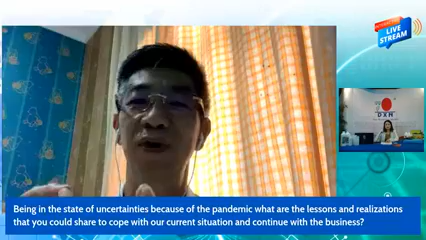 LIVE
STREAM
DXN
Being in the state of uncertainties because of the pandemic what are the lessons and realizations
that you could share to cope with our current situation and continue with the business?